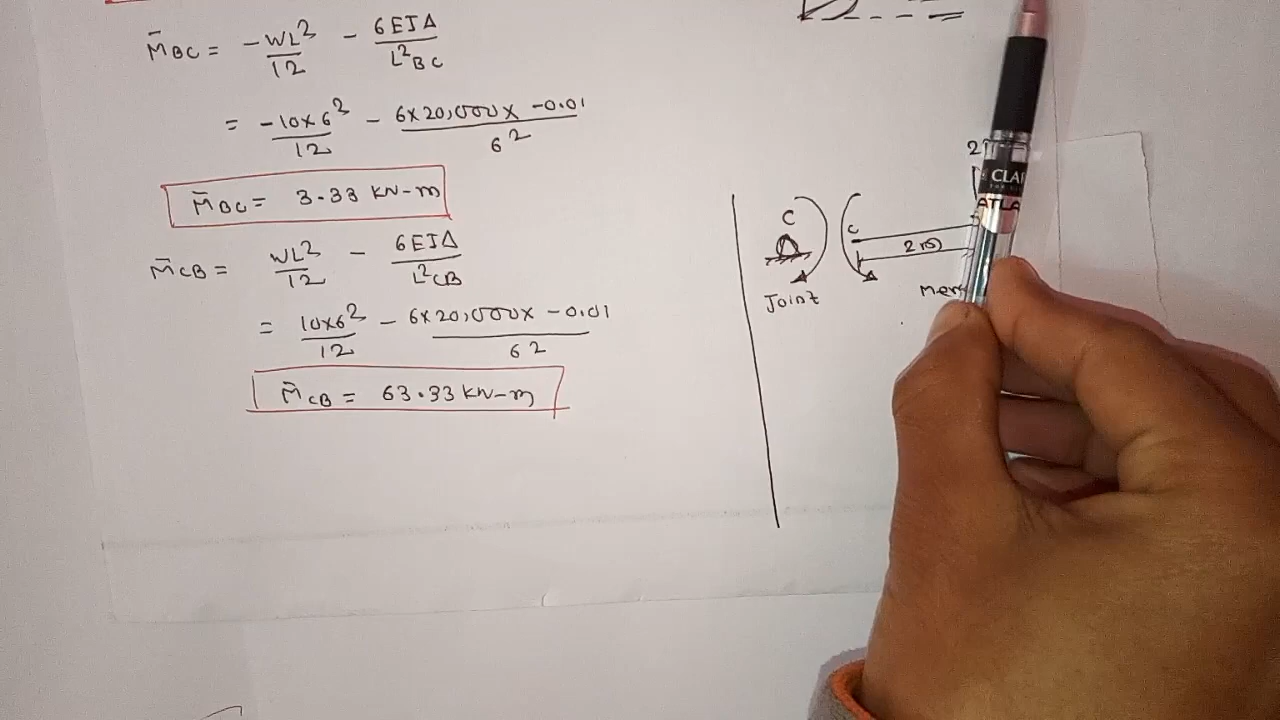 M̄BC = -WL²/12 - 6EIΔ/L²BC
= -10×6²/12 - 6×20,000× -0.01/6²
M̄BC = 3.33 KN-m
M̄CB = WL²/12 - 6EIΔ/L²CB
= 10×6²/12 - 6×20,000× -0.01/6²
M̄CB = 63.33 KN-m
C
C
2m
Joint
CLA
ATLA